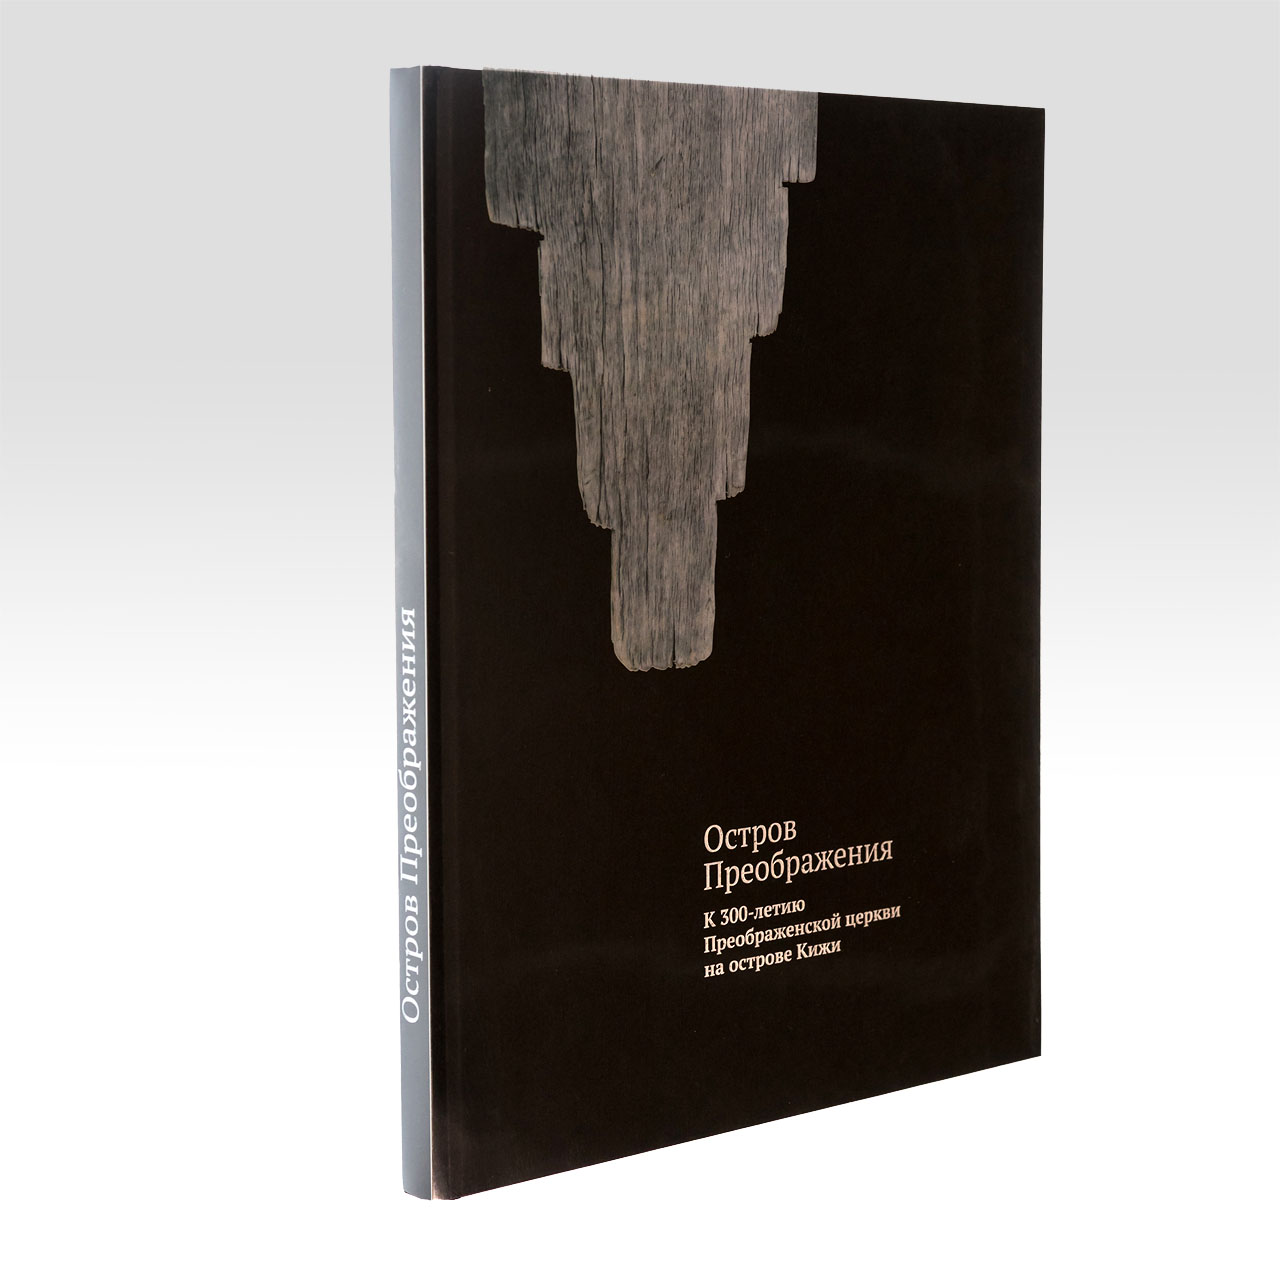 Остров Преображения
Остров
Преображения
К 300-летию
Преображенской церкви
на острове Кижи